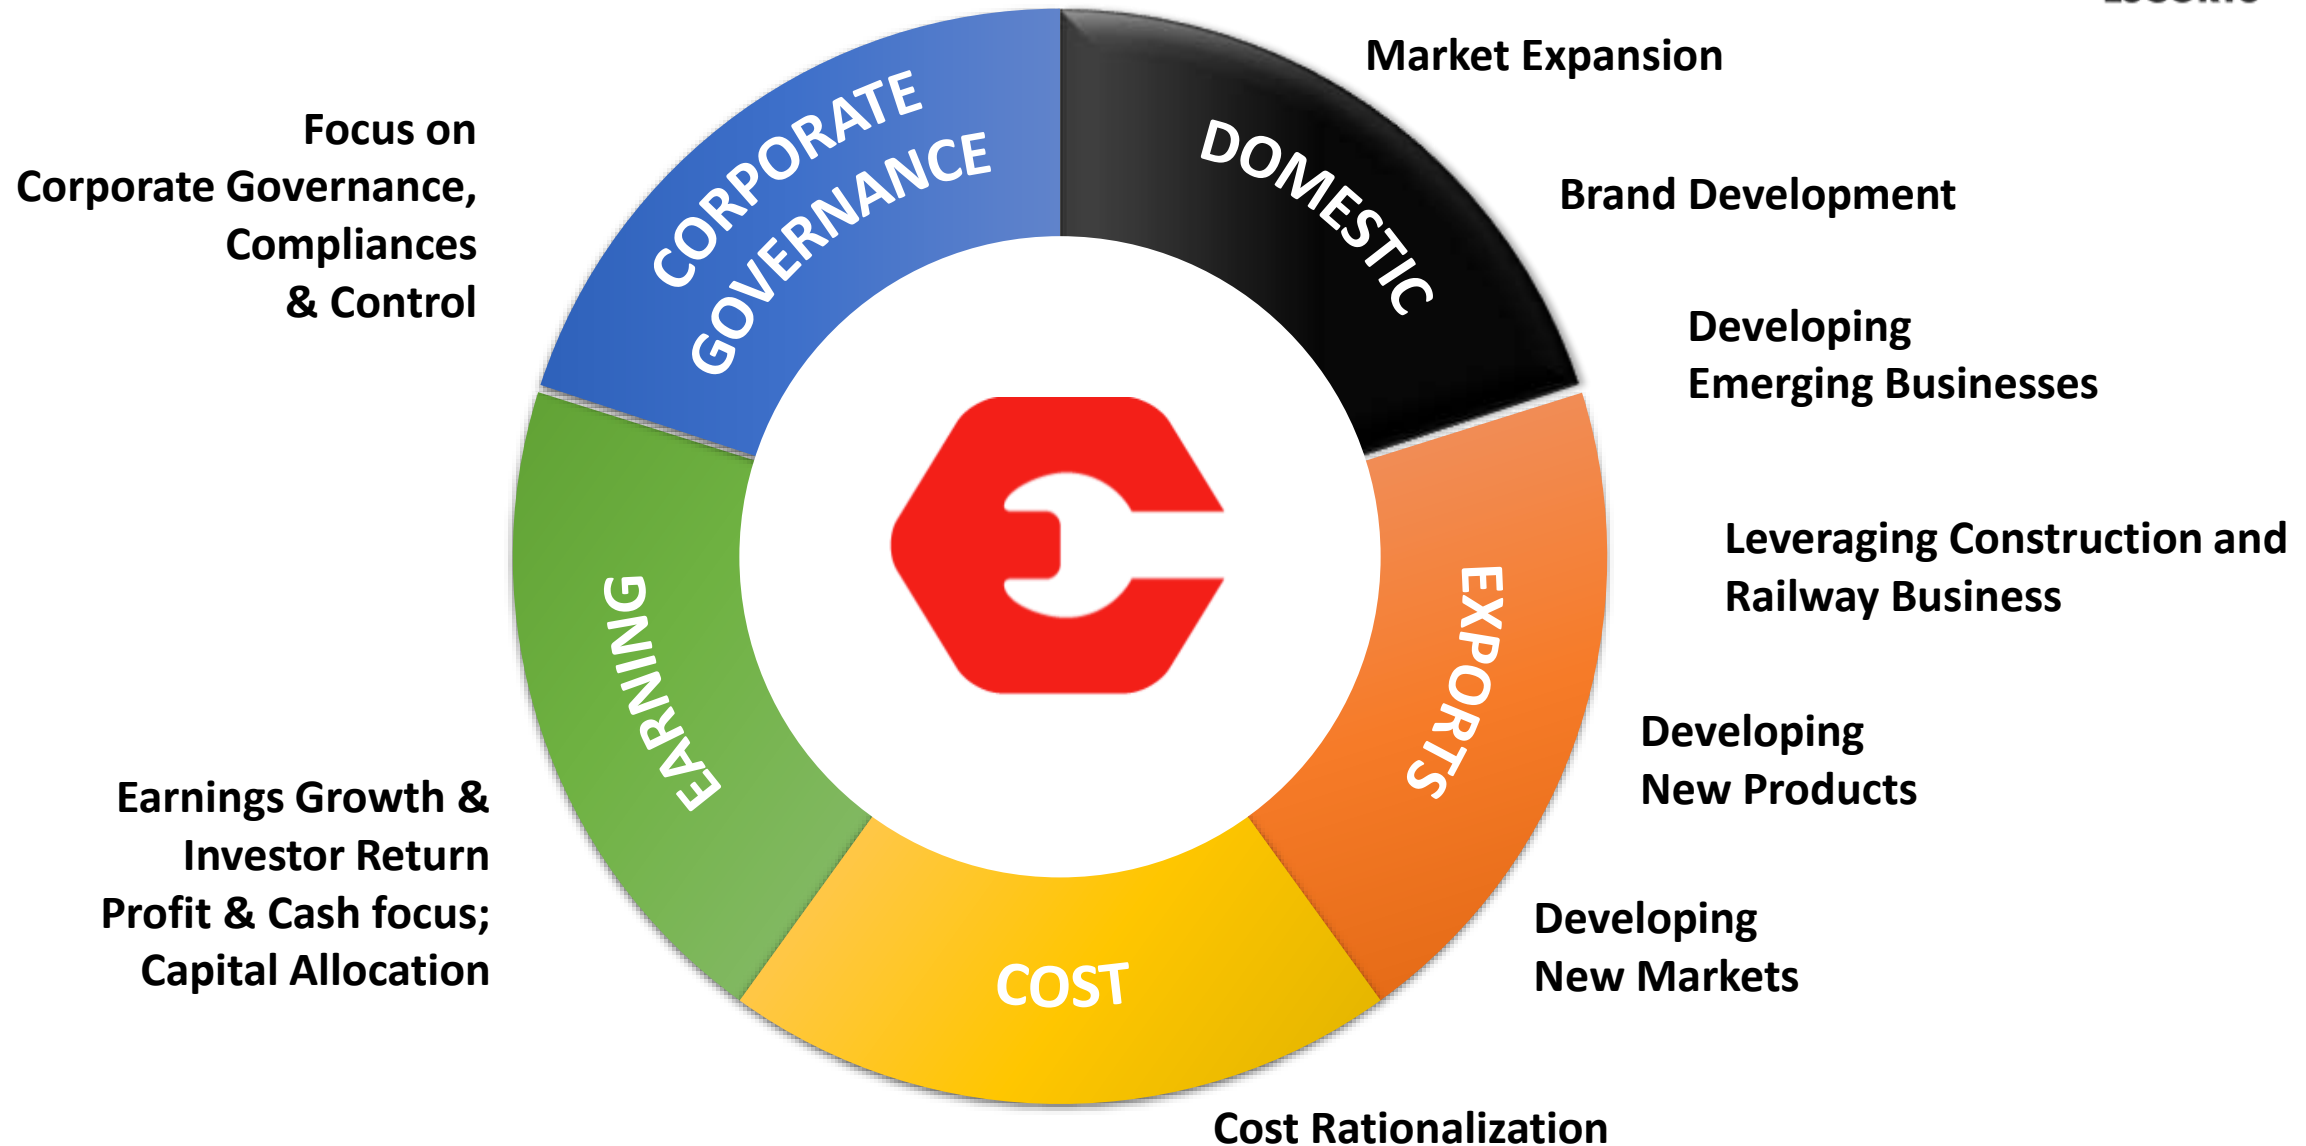 Market Expansion
Brand Development
Developing
Emerging Businesses
Leveraging Construction and
Railway Business
Developing
New Products
Developing
New Markets
Cost Rationalization
Earnings Growth &
Investor Return
Profit & Cash focus;
Capital Allocation
Focus on
Corporate Governance,
Compliances
& Control
DOMESTIC
EXPORTS
COST
EARNING
CORPORATE
GOVERNANCE